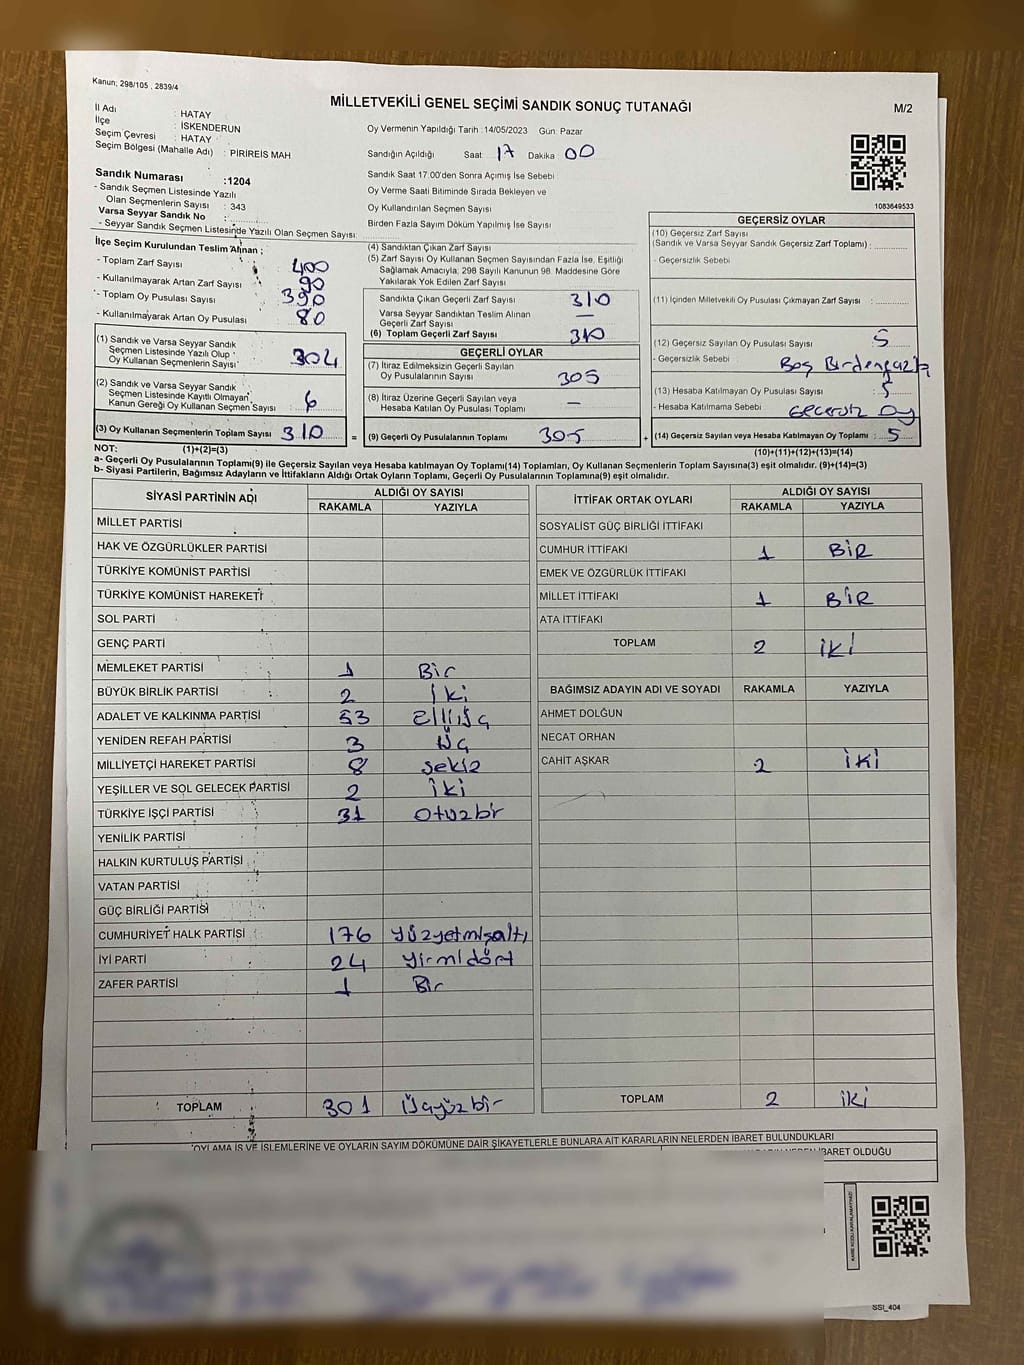 Kanun; 298/105 , 2839/4
MİLLETVEKİLİ GENEL SEÇİMİ SANDIK SONUÇ TUTANAĞI
M/2
İl Adı : HATAY
İlçe : İSKENDERUN
Seçim Çevresi : HATAY
Seçim Bölgesi (Mahalle Adı) : PİRİREİS MAH
Oy Vermenin Yapıldığı Tarih :14/05/2023 Gün: Pazar
Sandığın Açıldığı Saat 17 Dakika 00
Sandık Saat 17:00'den Sonra Açımış İse Sebebi
Oy Verme Saati Bitiminde Sırada Bekleyen ve
Oy Kullandırılan Seçmen Sayısı
Birden Fazla Sayım Döküm Yapılmış İse Sayısı
1083649533
Sandık Numarası :1204
- Sandık Seçmen Listesinde Yazılı
Olan Seçmenlerin Sayısı : 343
Varsa Seyyar Sandık No :
- Seyyar Sandık Seçmen Listesinde Yazılı Olan Seçmen Sayısı:
İlçe Seçim Kurulundan Teslim Alınan ;
- Toplam Zarf Sayısı 400
- Kullanılmayarak Artan Zarf Sayısı 90
- Toplam Oy Pusulası Sayısı 390
- Kullanılmayarak Artan Oy Pusulası 80
(1) Sandık ve Varsa Seyyar Sandık
Seçmen Listesinde Yazılı Olup
Oy Kullanan Seçmenlerin Sayısı 304
(2) Sandık ve Varsa Seyyar Sandık
Seçmen Listesinde Kayıtlı Olmayan
Kanun Gereği Oy Kullanan Seçmen Sayısı 6
(3) Oy Kullanan Seçmenlerin Toplam Sayısı 310 =
(4) Sandıktan Çıkan Zarf Sayısı
(5) Zarf Sayısı Oy Kullanan Seçmen Sayısından Fazla İse, Eşitliği
Sağlamak Amacıyla; 298 Sayılı Kanunun 98. Maddesine Göre
Yakılarak Yok Edilen Zarf Sayısı
Sandıkta Çıkan Geçerli Zarf Sayısı 310
Varsa Seyyar Sandıktan Teslim Alınan
Geçerli Zarf Sayısı —
(6) Toplam Geçerli Zarf Sayısı 310
GEÇERLİ OYLAR
(7) İtiraz Edilmeksizin Geçerli Sayılan
Oy Pusulalarının Sayısı 305
(8) İtiraz Üzerine Geçerli Sayılan veya
Hesaba Katılan Oy Pusulaları Toplamı —
(9) Geçerli Oy Pusulalarının Toplamı 305 +
GEÇERSİZ OYLAR
(10) Geçersiz Zarf Sayısı
(Sandık ve Varsa Seyyar Sandık Geçersiz Zarf Toplamı) :
- Geçersizlik Sebebi
(11) İçinden Milletvekili Oy Pusulası Çıkmayan Zarf Sayısı :
(12) Geçersiz Sayılan Oy Pusulası Sayısı : 5
- Geçersizlik Sebebi Boş
(13) Hesaba Katılmayan Oy Pusulası Sayısı : 5
- Hesaba Katılmama Sebebi Geçersiz Oy
(14) Geçersiz Sayılan veya Hesaba Katılmayan Oy Toplamı : 5
NOT: (1)+(2)=(3)
(10)+(11)+(12)+(13)=(14)
a- Geçerli Oy Pusulalarının Toplamı(9) ile Geçersiz Sayılan veya Hesaba katılmayan Oy Toplamı(14) Toplamları, Oy Kullanan Seçmenlerin Toplam Sayısına(3) eşit olmalıdır. (9)+(14)=(3)
b- Siyasi Partilerin, Bağımsız Adayların ve İttifakların Aldığı Ortak Oyların Toplamı, Geçerli Oy Pusulalarının Toplamına(9) eşit olmalıdır.
SİYASİ PARTİNİN ADI ALDIĞI OY SAYISI
RAKAMLA YAZIYLA
MİLLET PARTİSİ
HAK VE ÖZGÜRLÜKLER PARTİSİ
TÜRKİYE KOMÜNİST PARTİSİ
TÜRKİYE KOMÜNİST HAREKETİ
SOL PARTİ
GENÇ PARTİ
MEMLEKET PARTİSİ 1 Bir
BÜYÜK BİRLİK PARTİSİ 2 İki
ADALET VE KALKINMA PARTİSİ 53 Elliüç
YENİDEN REFAH PARTİSİ 3 Üç
MİLLİYETÇİ HAREKET PARTİSİ 8 Sekiz
YEŞİLLER VE SOL GELECEK PARTİSİ 2 İki
TÜRKİYE İŞÇİ PARTİSİ 31 Otuzbir
YENİLİK PARTİSİ
HALKIN KURTULUŞ PARTİSİ
VATAN PARTİSİ
GÜÇ BİRLİĞİ PARTİSİ
CUMHURİYET HALK PARTİSİ 176 Yüzyetmişaltı
İYİ PARTİ 24 Yirmidört
ZAFER PARTİSİ 1 Bir
TOPLAM 301 Üçyüzbir
İTTİFAK ORTAK OYLARI ALDIĞI OY SAYISI
RAKAMLA YAZIYLA
SOSYALİST GÜÇ BİRLİĞİ İTTİFAKI
CUMHUR İTTİFAKI 1 BİR
EMEK VE ÖZGÜRLÜK İTTİFAKI
MİLLET İTTİFAKI 1 BİR
ATA İTTİFAKI
TOPLAM 2 İKİ
BAĞIMSIZ ADAYIN ADI VE SOYADI RAKAMLA YAZIYLA
AHMET DOLĞUN
NECAT ORHAN
CAHİT AŞKAR 2 İKİ
TOPLAM 2 İKİ
OYLAMA İŞ VE İŞLEMLERİNE VE OYLARIN SAYIM DÖKÜMÜNE DAİR ŞİKAYETLERLE BUNLARA AİT KARARLARIN NELERDEN İBARET BULUNDUKLARI
İBARET OLDUĞU
SSI_404